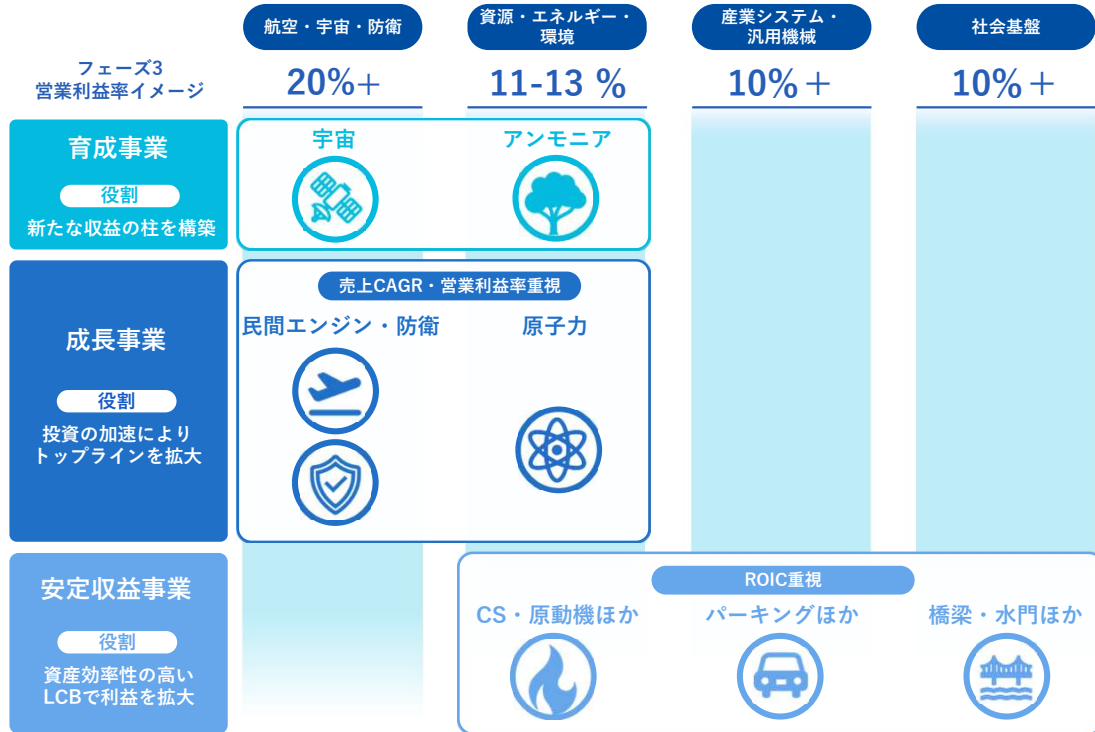 航空・宇宙・防衛
資源・エネルギー・
環境
産業システム・
汎用機械
社会基盤
フェーズ3
営業利益率イメージ
20%+
11-13 %
10%+
10%+
育成事業
役割
新たな収益の柱を構築
宇宙
アンモニア
成長事業
役割
投資の加速により
トップラインを拡大
売上CAGR・営業利益率重視
民間エンジン・防衛
原子力
安定収益事業
役割
資産効率性の高い
LCBで利益を拡大
ROIC重視
CS・原動機ほか
パーキングほか
橋梁・水門ほか